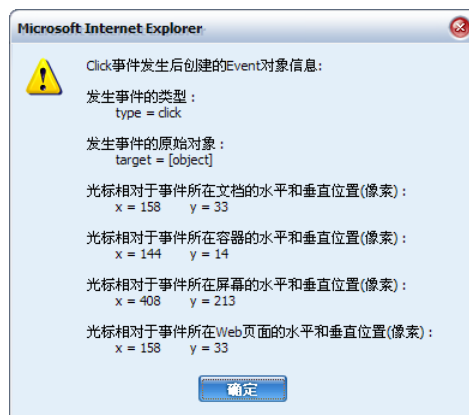 Microsoft Internet Explorer
Click事件发生后创建的Event对象信息:
发生事件的类型：
type = click
发生事件的原始对象：
target = [object]
光标相对于事件所在文档的水平和垂直位置(像素)：
x = 158 y = 33
光标相对于事件所在容器的水平和垂直位置(像素)：
x = 144 y = 14
光标相对于事件所在屏幕的水平和垂直位置(像素)：
x = 408 y = 213
光标相对于事件所在Web页面的水平和垂直位置(像素)：
x = 158 y = 33
确定